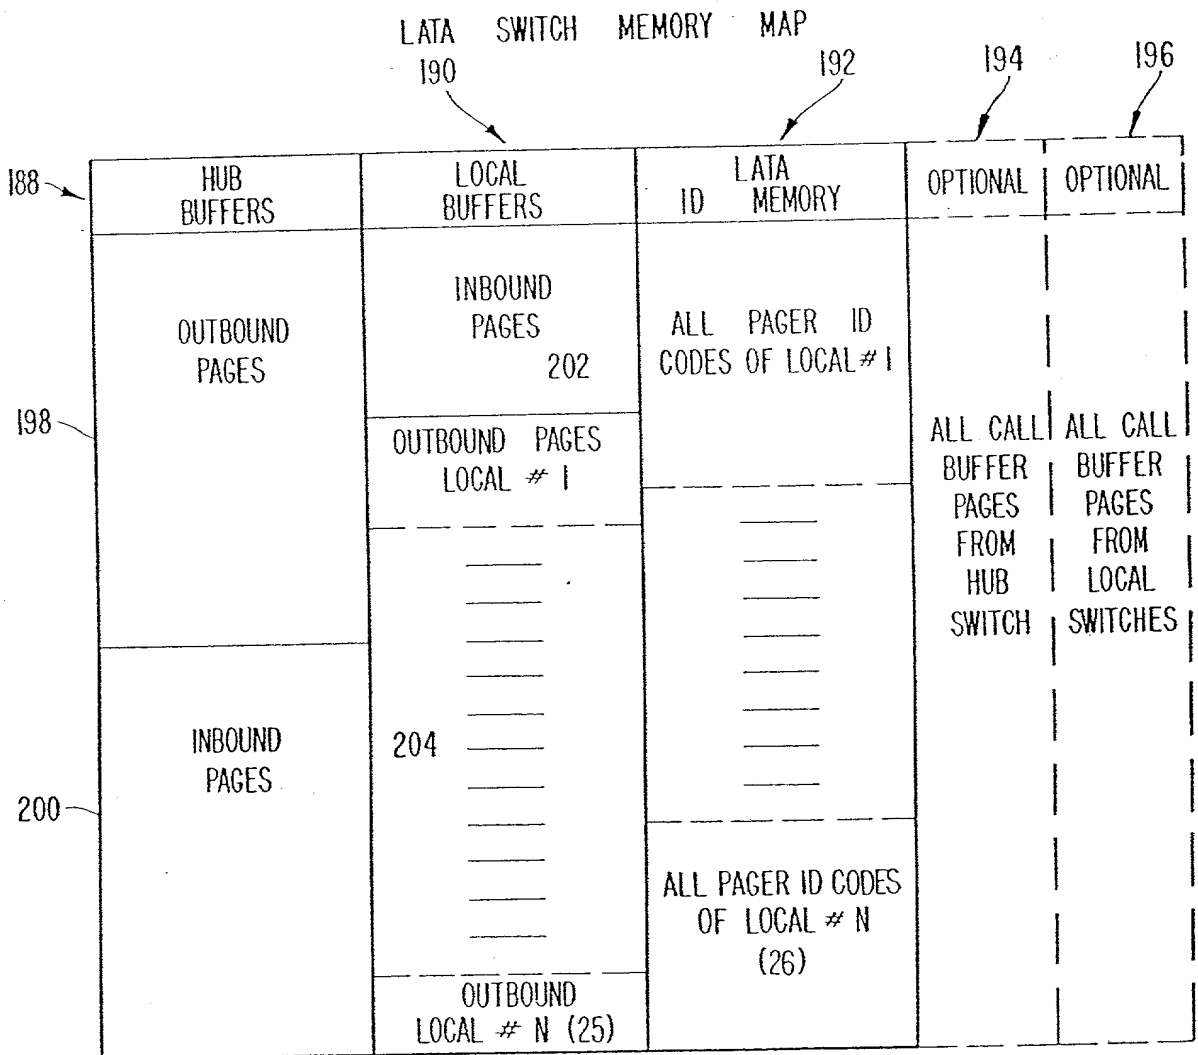 LATA SWITCH MEMORY MAP
190
192
194
196
188
HUB
BUFFERS
LOCAL
BUFFERS
LATA
ID MEMORY
OPTIONAL
OPTIONAL
OUTBOUND
PAGES
INBOUND
PAGES
202
ALL PAGER ID
CODES OF LOCAL # 1
198
OUTBOUND PAGES
LOCAL # 1
ALL CALL
BUFFER
PAGES
FROM
HUB
SWITCH
ALL CALL
BUFFER
PAGES
FROM
LOCAL
SWITCHES
INBOUND
PAGES
204
200
ALL PAGER ID CODES
OF LOCAL # N
(26)
OUTBOUND
LOCAL # N (25)